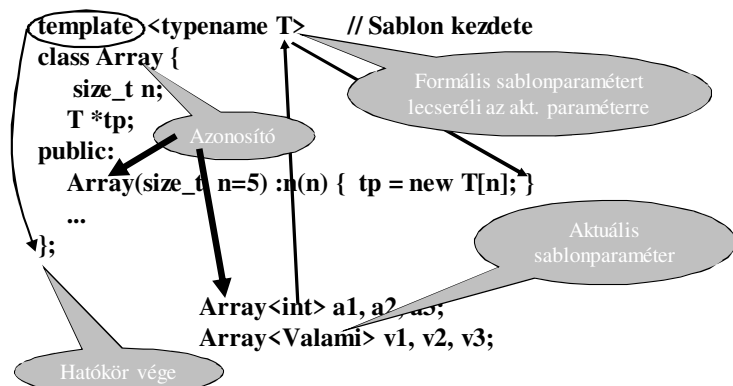 template <typename T> // Sablon kezdete
class Array {
size_t n;
T *tp;
public:
Array(size_t n=5) :n(n) { tp = new T[n]; }
...
};
Array<int> a1, a2, a3;
Array<Valami> v1, v2, v3;
Formális sablonparamétert
lecseréli az akt. paraméterre
Azonosító
Aktuális
sablonparaméter
Hatókör vége